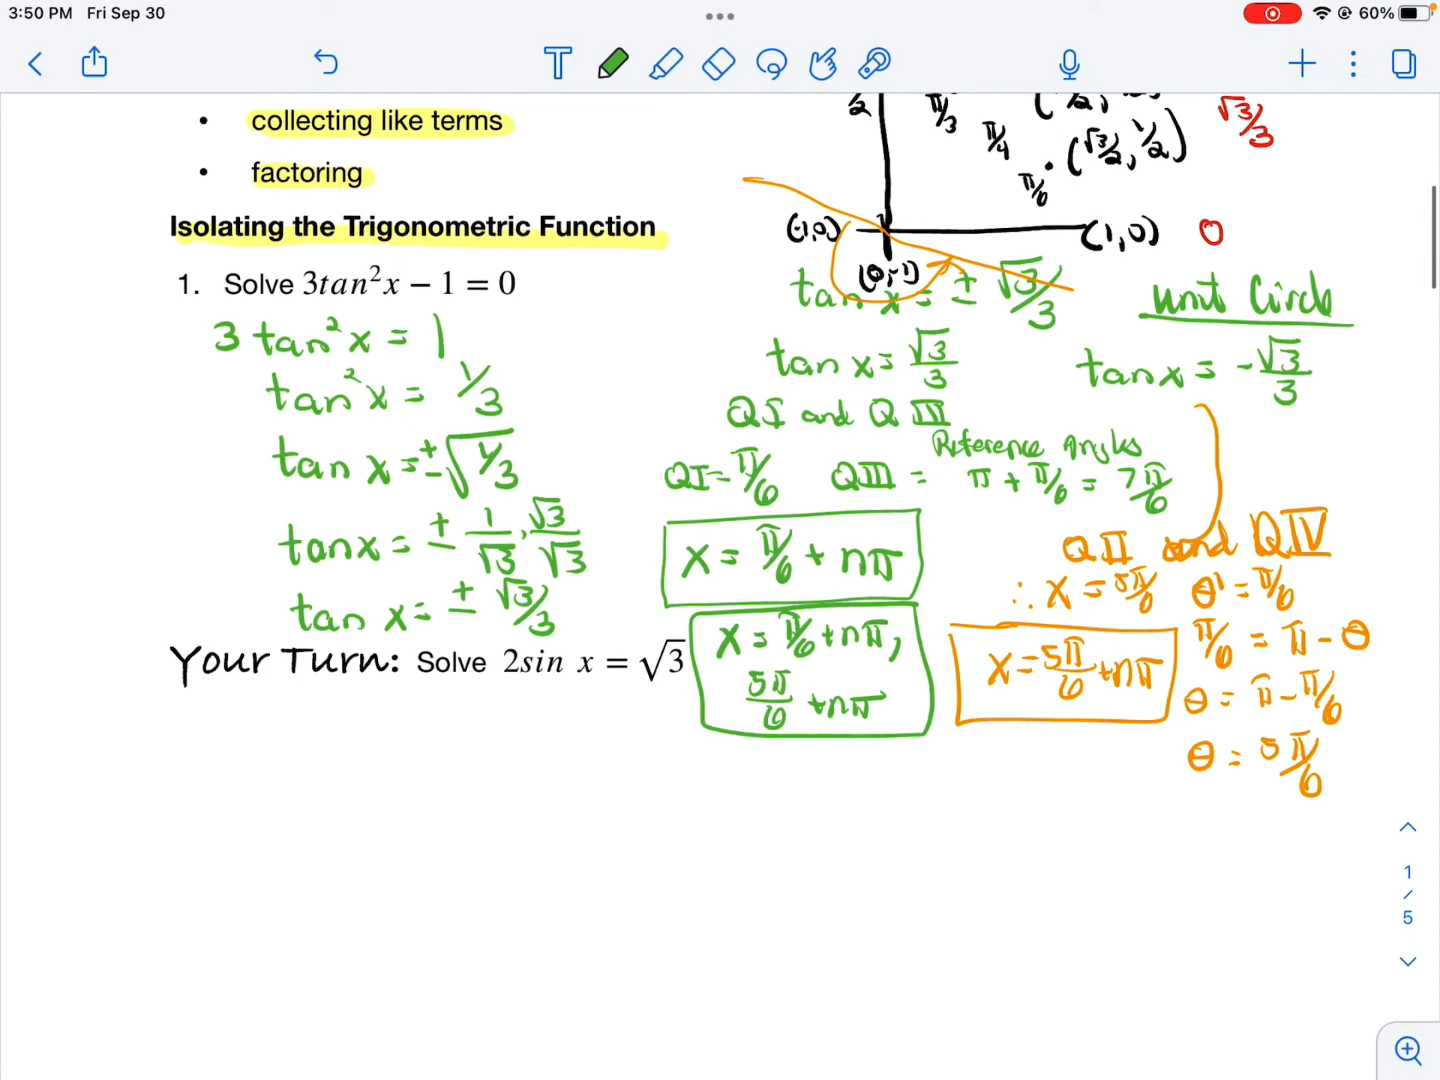 3:50 PM Fri Sep 30
60%
• collecting like terms
• factoring
Isolating the Trigonometric Function
1. Solve 3tan²x − 1 = 0
3 tan²x = 1
tan²x = 1/3
tan x = ±√1/3
tan x = ± 1/√3 · √3/√3
tan x = ± √3/3
π/3
π/4
π/6
(√3/2, 1/2)
√3/3
(-1,0)
(1,0) 0
(0,-1)
tan x = ± √3/3
Unit Circle
tan x = √3/3
tan x = -√3/3
QI and QIII
Reference Angles
QI = π/6 QIII = π + π/6 = 7π/6
x = π/6 + nπ
QII and QIV
∴ x = 5π/6 θ' = π/6
π/6 = π - θ
θ = π - π/6
θ = 5π/6
x = 5π/6 + nπ
x = π/6 + nπ,
5π/6 + nπ
Your Turn: Solve 2sin x = √3
1
/
5